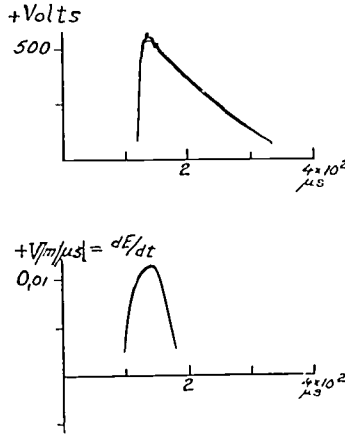 +Volts
500
2
4×10²
μs
+V/m/μs = dE/dt
0,01
2
4×10²
μs